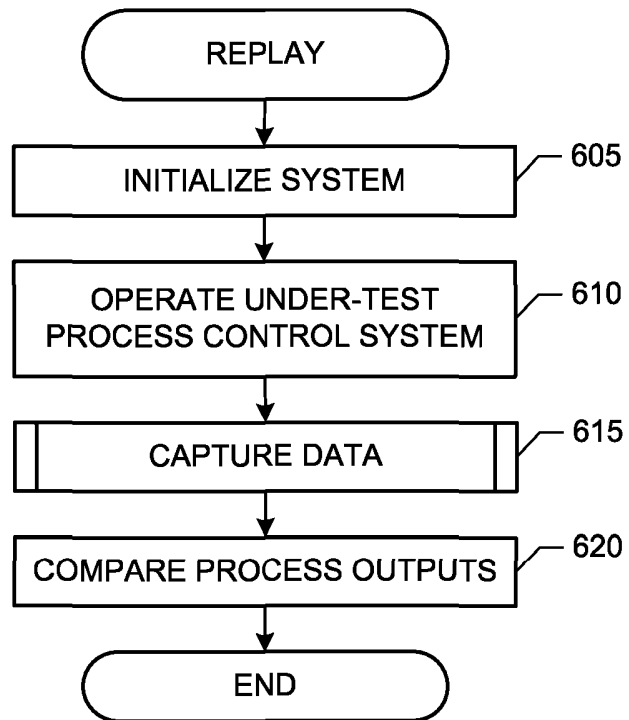 REPLAY
INITIALIZE SYSTEM
605
OPERATE UNDER-TEST
PROCESS CONTROL SYSTEM
610
CAPTURE DATA
615
COMPARE PROCESS OUTPUTS
620
END